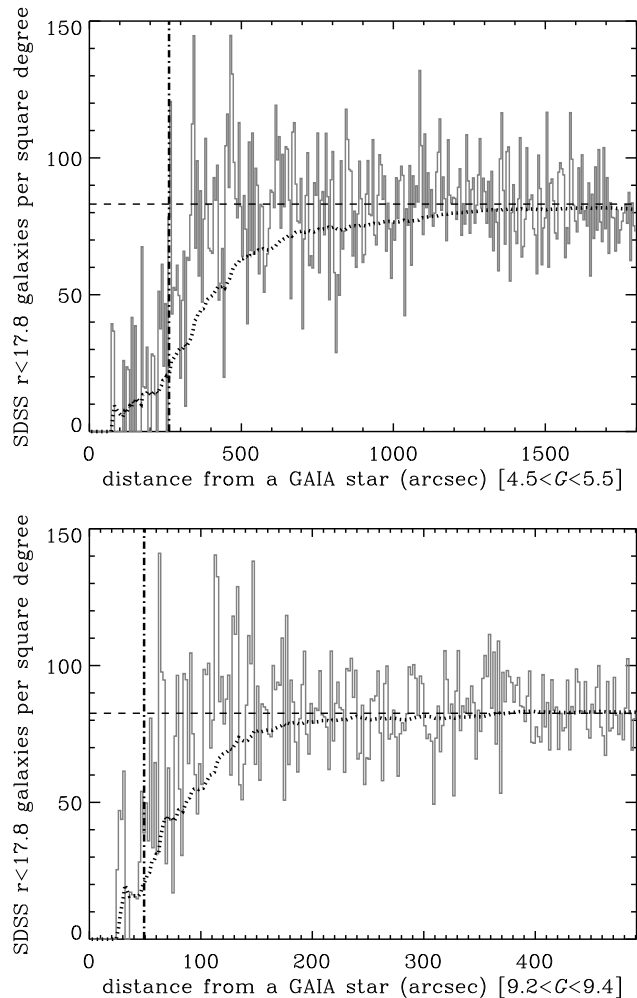 150
100
50
0
SDSS r<17.8 galaxies per square degree
0 500 1000 1500
distance from a GAIA star (arcsec) [4.5<G<5.5]
150
100
50
0
SDSS r<17.8 galaxies per square degree
0 100 200 300 400
distance from a GAIA star (arcsec) [9.2<G<9.4]